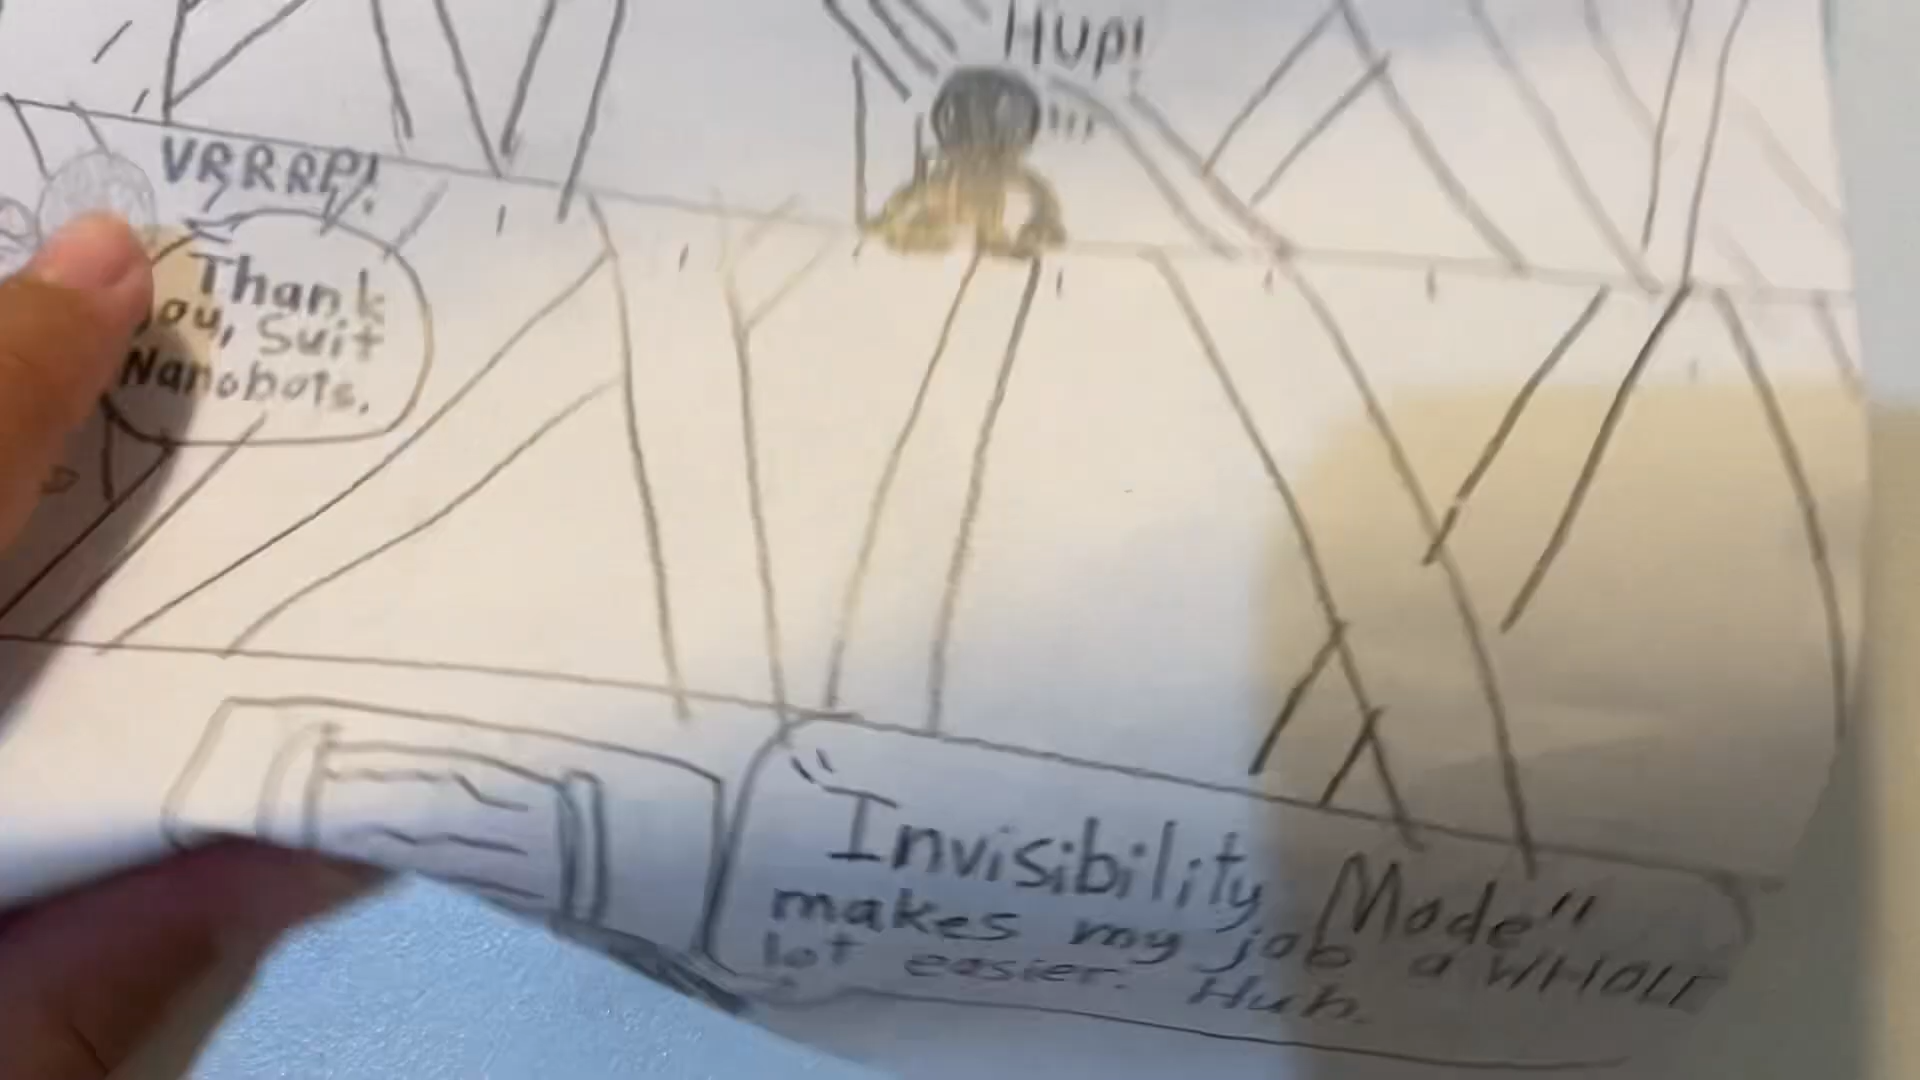 HUP!
VRRRP!
Thank
you, Suit
Nanobots.
"Invisibility Mode"
makes my job a WHOLE
lot easier. Huh.